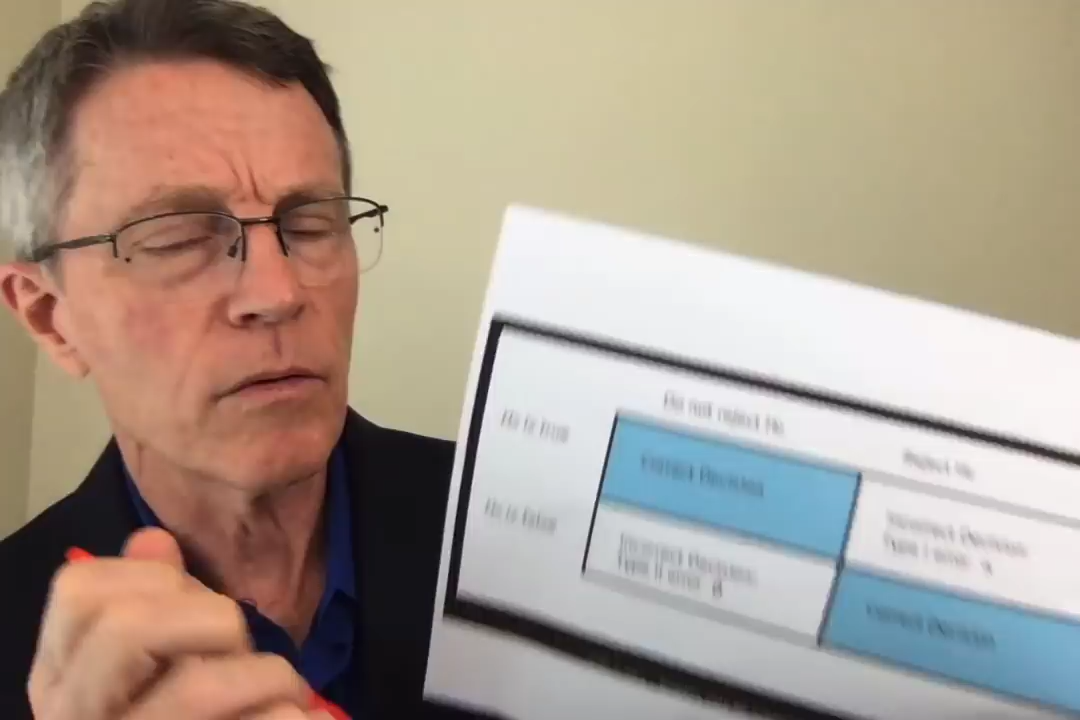 Do not reject Ho
Reject Ho
Ho is true
Correct Decision
Incorrect Decision
Type I error
Ho is false
Incorrect Decision
Type II error β
Correct Decision